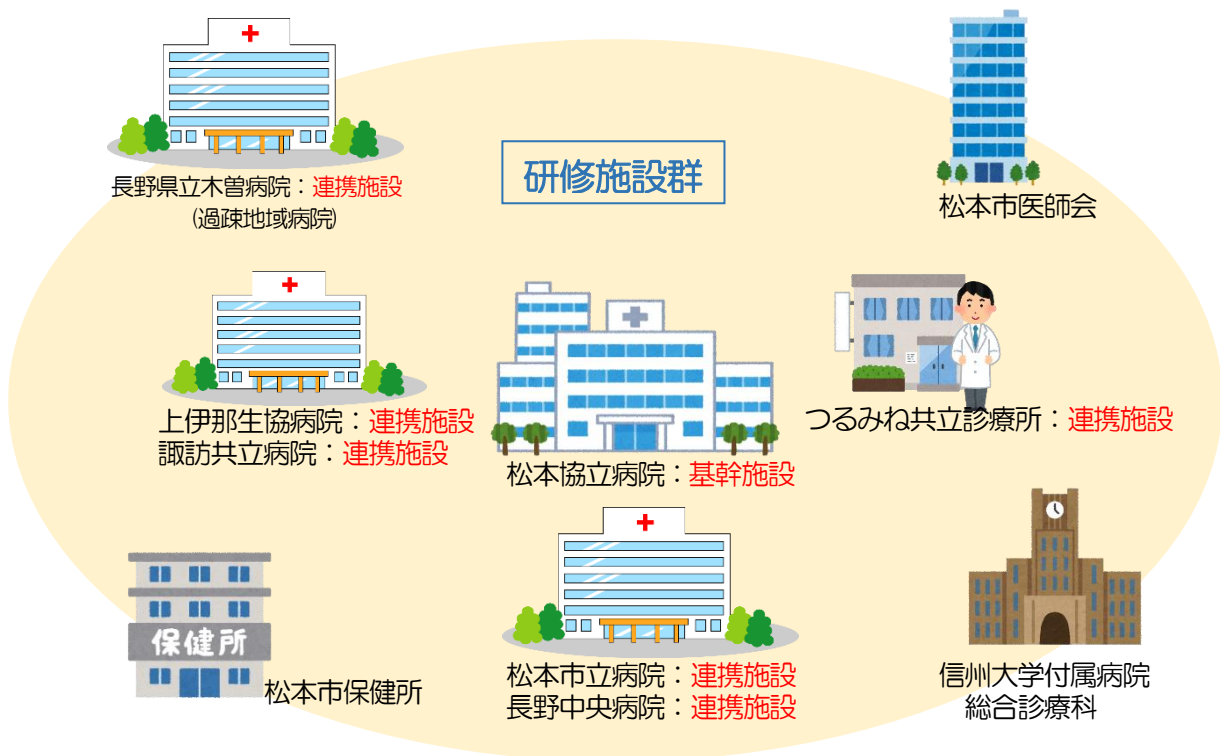 研修施設群
長野県立木曽病院：連携施設
(過疎地域病院)
松本市医師会
上伊那生協病院：連携施設
諏訪共立病院：連携施設
松本協立病院：基幹施設
つるみね共立診療所：連携施設
保健所
松本市保健所
松本市立病院：連携施設
長野中央病院：連携施設
信州大学付属病院
総合診療科